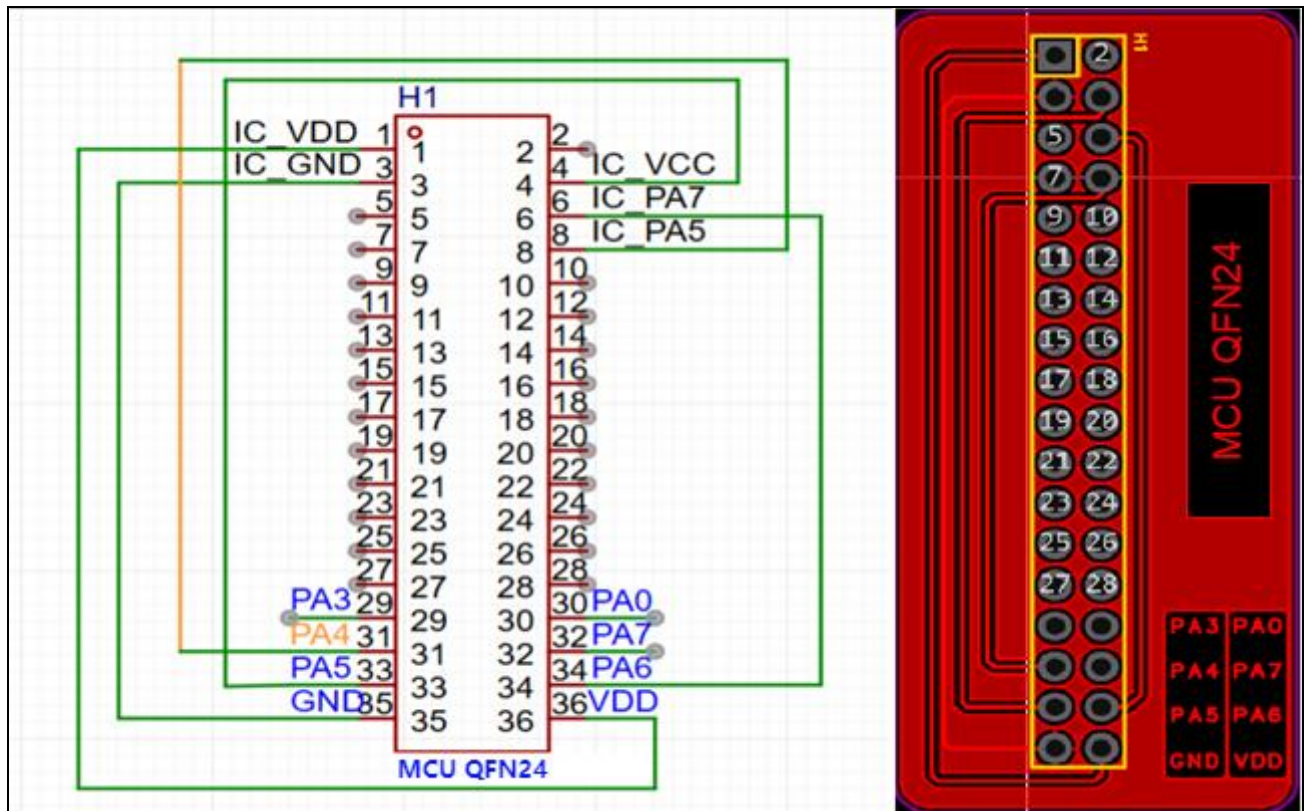 H1
IC_VDD 1 1 2 2
IC_GND 3 3 4 4 IC_VCC
5 5 6 6 IC_PA7
7 7 8 8 IC_PA5
9 9 10 10
11 11 12 12
13 13 14 14
15 15 16 16
17 17 18 18
19 19 20 20
21 21 22 22
23 23 24 24
25 25 26 26
27 27 28 28
PA3 29 29 30 30 PA0
PA4 31 31 32 32 PA7
PA5 33 33 34 34 PA6
GND 35 35 36 36 VDD
MCU QFN24
H1
2
5
7
9 10
11 12
13 14
15 16
17 18
19 20
21 22
23 24
25 26
27 28
MCU QFN24
PA3 PA0
PA4 PA7
PA5 PA6
GND VDD